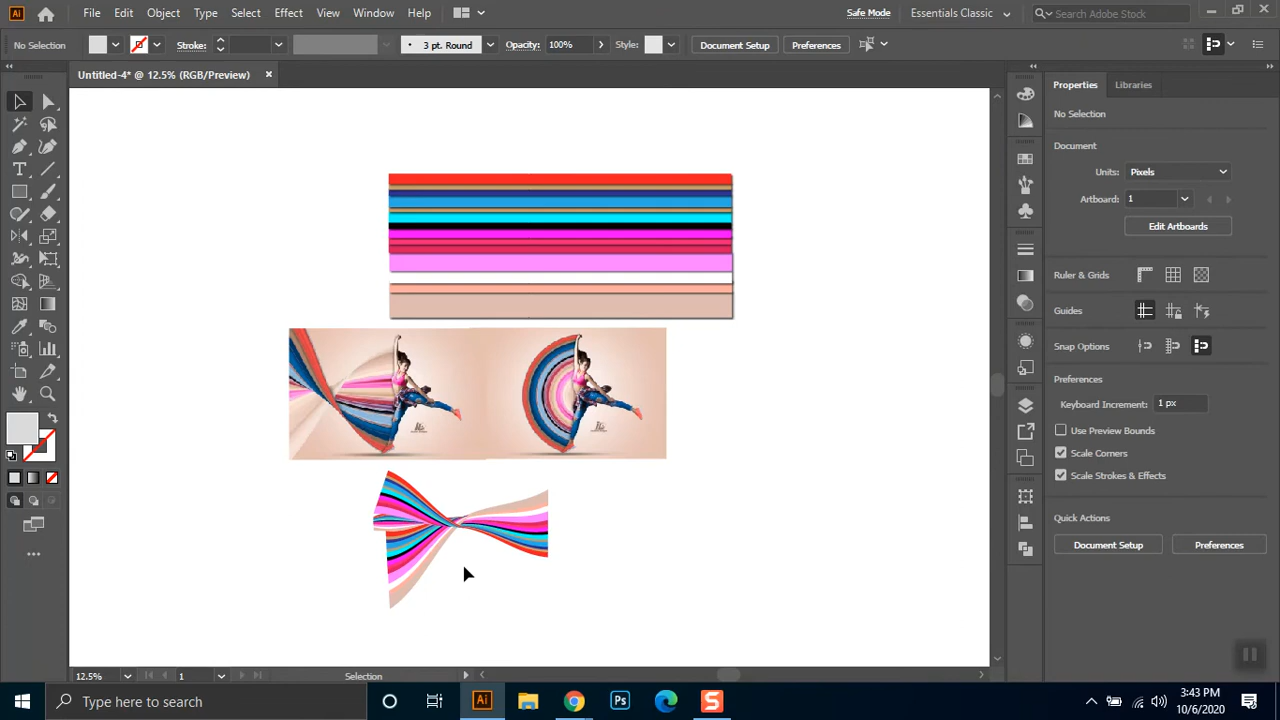 Ai
File Edit Object Type Select Effect View Window Help Safe Mode Essentials Classic Search Adobe Stock
No Selection Stroke: 3 pt. Round Opacity: 100% Style: Document Setup Preferences
Untitled-4* @ 12.5% (RGB/Preview)
Properties Libraries
No Selection
Document
Units: Pixels
Artboard: 1
Edit Artboards
Ruler & Grids
Guides
Snap Options
Preferences
Keyboard Increment: 1 px
Use Preview Bounds
Scale Corners
Scale Strokes & Effects
Quick Actions
Document Setup Preferences
12.5% 1 Selection
Type here to search Ai Ps S 3:43 PM
10/6/2020